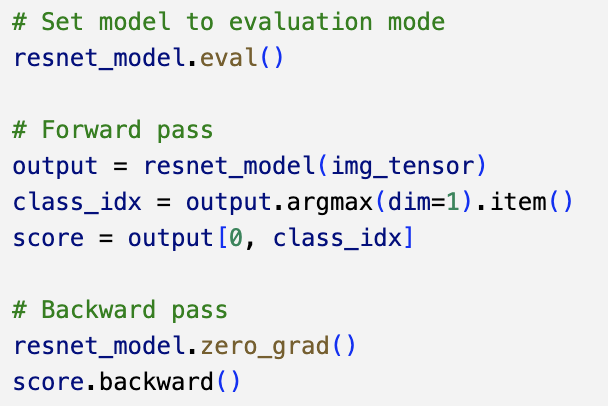 # Set model to evaluation mode
resnet_model.eval()
# Forward pass
output = resnet_model(img_tensor)
class_idx = output.argmax(dim=1).item()
score = output[0, class_idx]
# Backward pass
resnet_model.zero_grad()
score.backward()